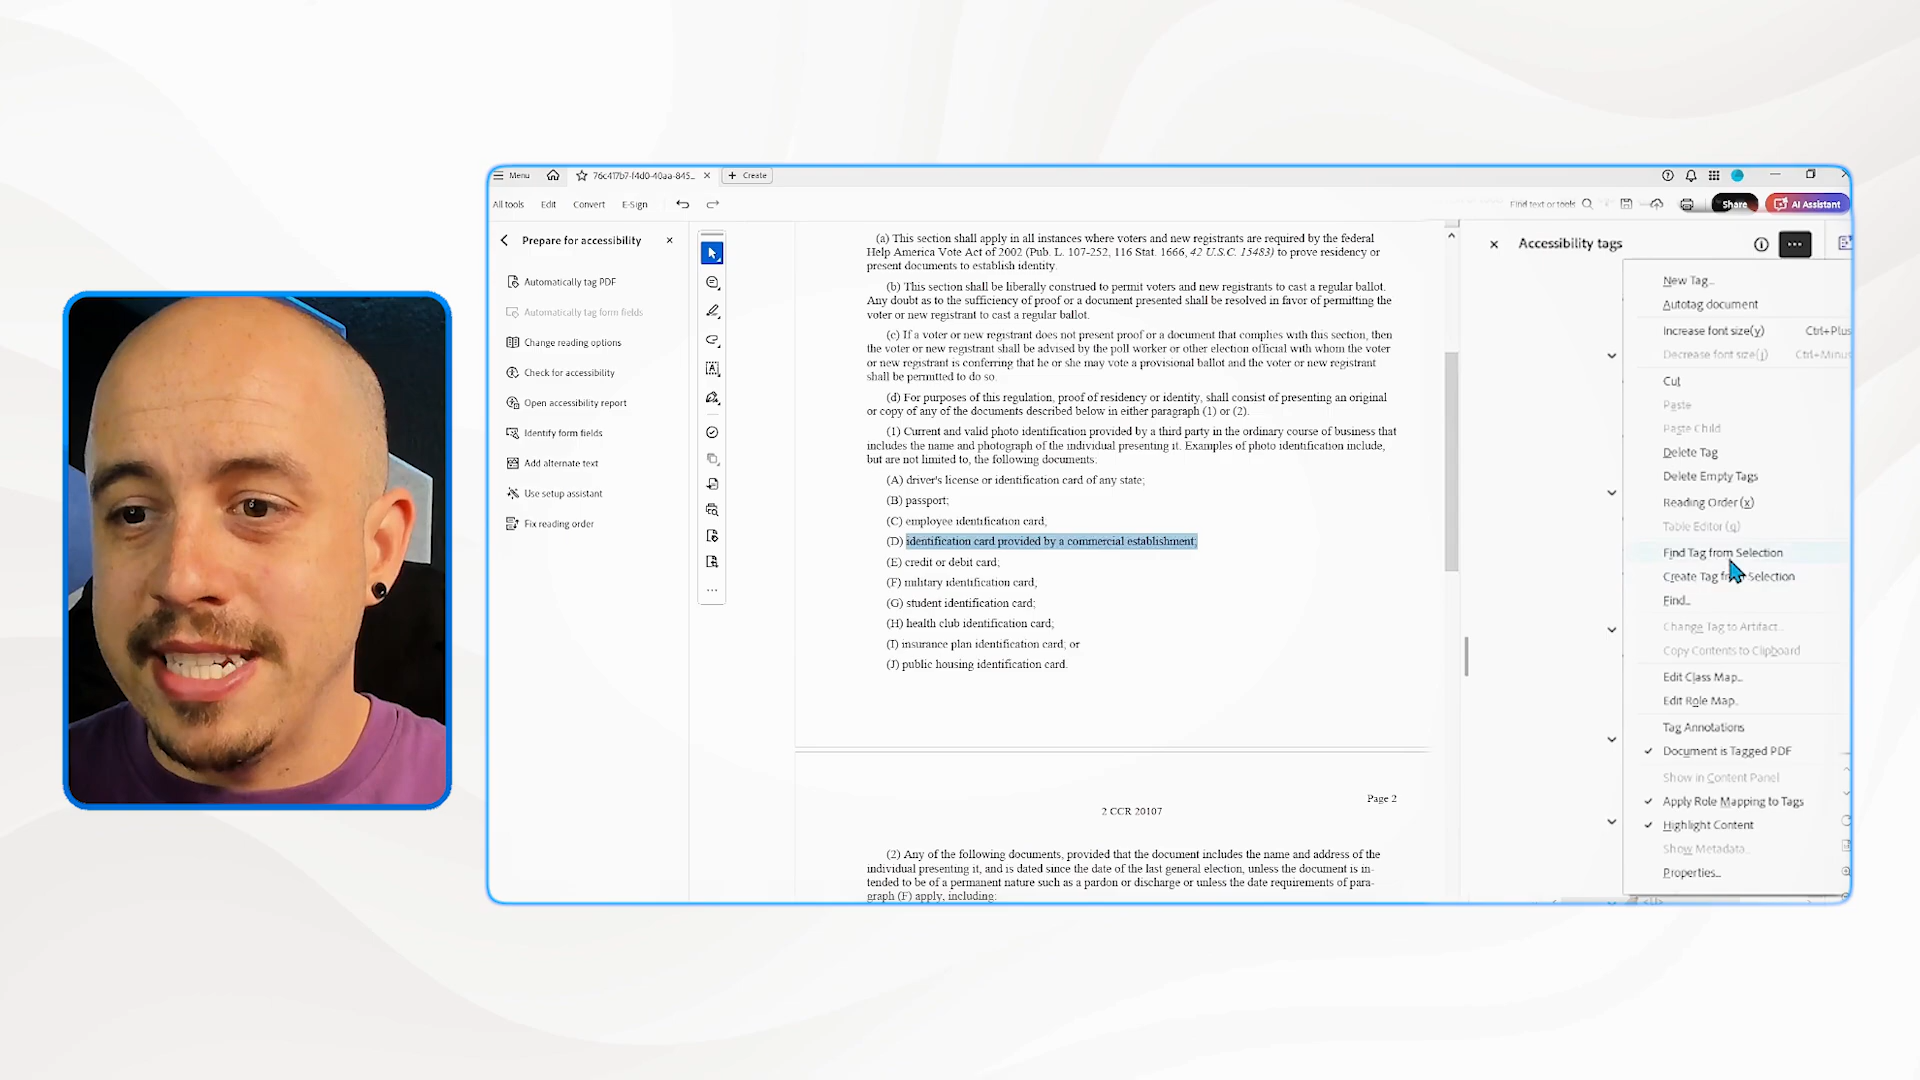 Menu
76c417b7-f4d0-40aa-845...
Create
All tools
Edit
Convert
E-Sign
Find text or tools
Share
AI Assistant
Prepare for accessibility
Automatically tag PDF
Automatically tag form fields
Change reading options
Check for accessibility
Open accessibility report
Identify form fields
Add alternate text
Use setup assistant
Fix reading order
(a) This section shall apply in all instances where voters and new registrants are required by the federal
Help America Vote Act of 2002 (Pub. L. 107-252, 116 Stat. 1666, 42 U.S.C. 15483) to prove residency or
present documents to establish identity.
(b) This section shall be liberally construed to permit voters and new registrants to cast a regular ballot.
Any doubt as to the sufficiency of proof or a document presented shall be resolved in favor of permitting the
voter or new registrant to cast a regular ballot.
(c) If a voter or new registrant does not present proof or a document that complies with this section, then
the voter or new registrant shall be advised by the poll worker or other election official with whom the voter
or new registrant is conferring that he or she may vote a provisional ballot and the voter or new registrant
shall be permitted to do so.
(d) For purposes of this regulation, proof of residency or identity, shall consist of presenting an original
or copy of any of the documents described below in either paragraph (1) or (2).
(1) Current and valid photo identification provided by a third party in the ordinary course of business that
includes the name and photograph of the individual presenting it. Examples of photo identification include,
but are not limited to, the following documents:
(A) driver's license or identification card of any state;
(B) passport;
(C) employee identification card;
(D) identification card provided by a commercial establishment;
(E) credit or debit card;
(F) military identification card;
(G) student identification card;
(H) health club identification card;
(I) insurance plan identification card; or
(J) public housing identification card.
Page 2
2 CCR 20107
(2) Any of the following documents, provided that the document includes the name and address of the
individual presenting it, and is dated since the date of the last general election, unless the document is in-
tended to be of a permanent nature such as a pardon or discharge or unless the date requirements of para-
graph (F) apply, including:
Accessibility tags
New Tag...
Autotag document
Increase font size(y) Ctrl+Plus
Decrease font size(j) Ctrl+Minus
Cut
Paste
Paste Child
Delete Tag
Delete Empty Tags
Reading Order (x)
Table Editor (q)
Find Tag from Selection
Create Tag Selection
Find...
Change Tag to Artifact...
Copy Contents to Clipboard
Edit Class Map...
Edit Role Map...
Tag Annotations
Document is Tagged PDF
Show in Content Panel
Apply Role Mapping to Tags
Highlight Content
Show Metadata...
Properties...